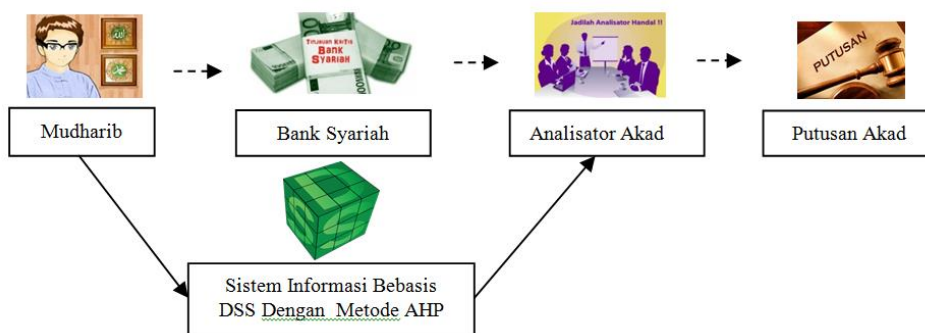 Jadilah Analisator Handal !!
TINJAUAN KRITIS
BANK
SYARIAH
PUTUSAN
Mudharib
Bank Syariah
Analisator Akad
Putusan Akad
Sistem Informasi Bebasis
DSS Dengan Metode AHP